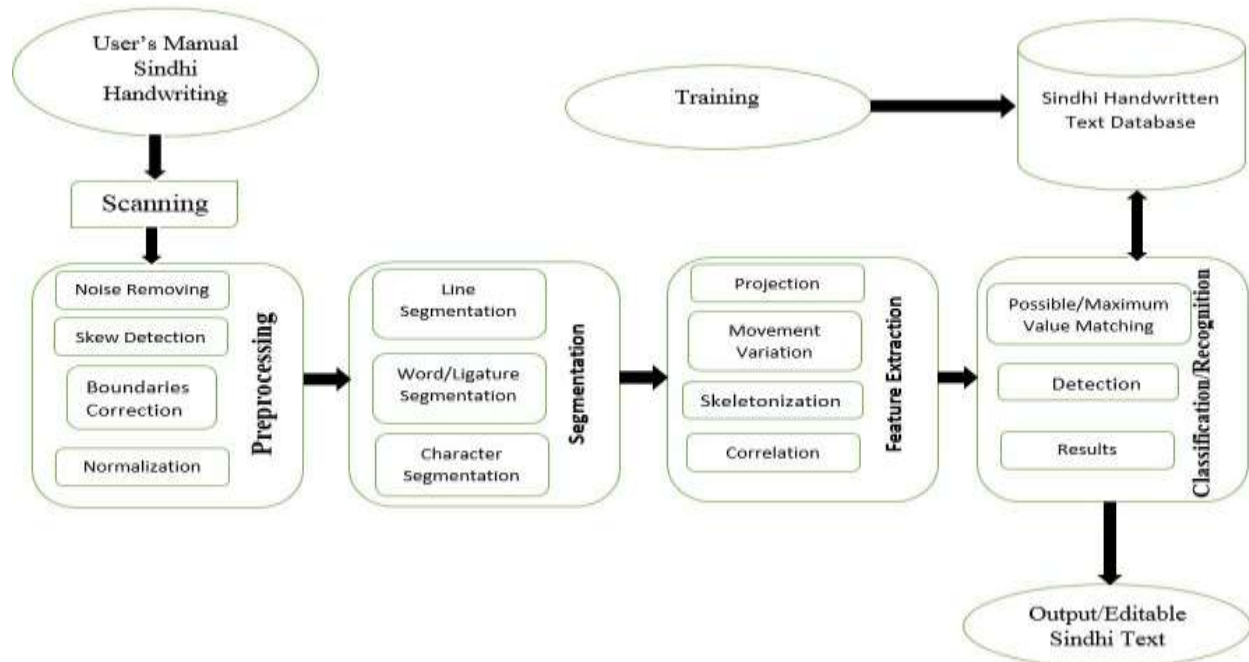 User's Manual
Sindhi
Handwriting
Training
Sindhi Handwritten
Text Database
Scanning
Noise Removing
Skew Detection
Boundaries
Correction
Normalization
Preprocessing
Line
Segmentation
Word/Ligature
Segmentation
Character
Segmentation
Segmentation
Projection
Movement
Variation
Skeletonization
Correlation
Feature Extraction
Possible/Maximum
Value Matching
Detection
Results
Classification/Recognition
Output/Editable
Sindhi Text